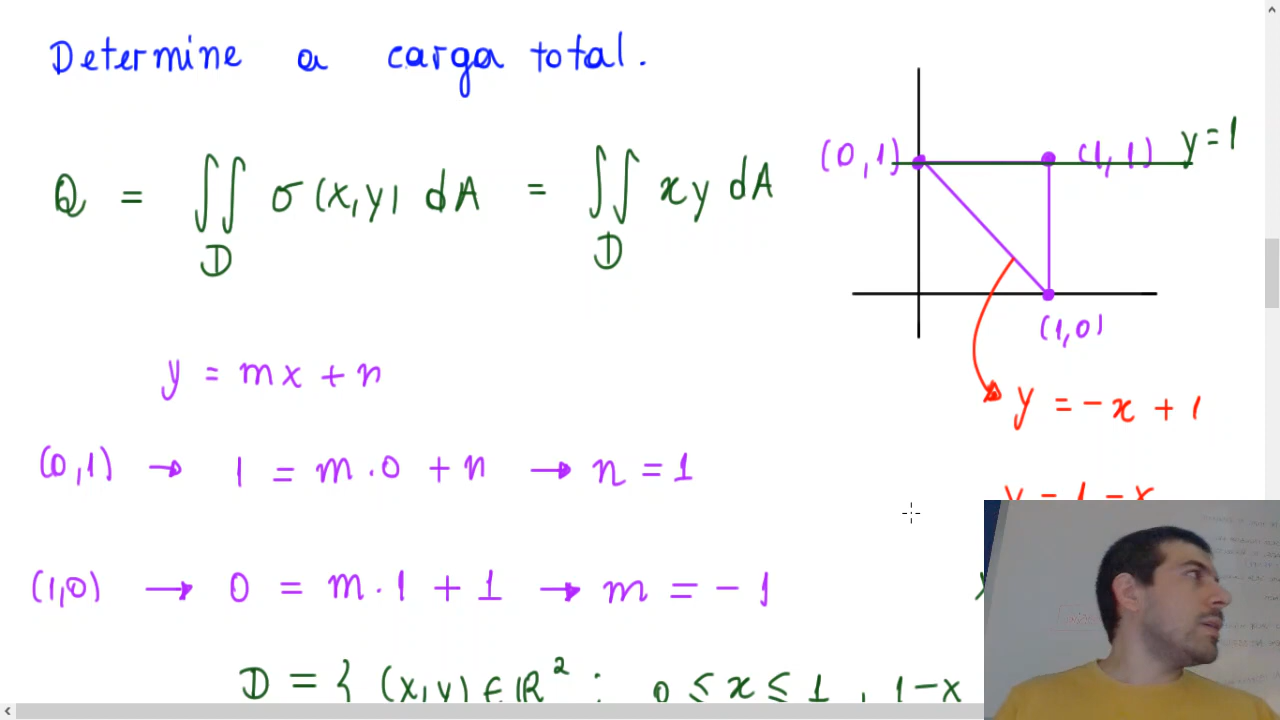 Determine a carga total.
(0,1) (1,1) y=1
Q = ∬_D σ(x,y) dA = ∬_D xy dA
(1,0)
y = mx + n
y = -x + 1
(0,1) → 1 = m.0 + n → n = 1
y = 1 - x
(1,0) → 0 = m.1 + 1 → m = -1
D = { (x,y) ∈ ℝ² : 0 ≤ x ≤ 1 , 1-x